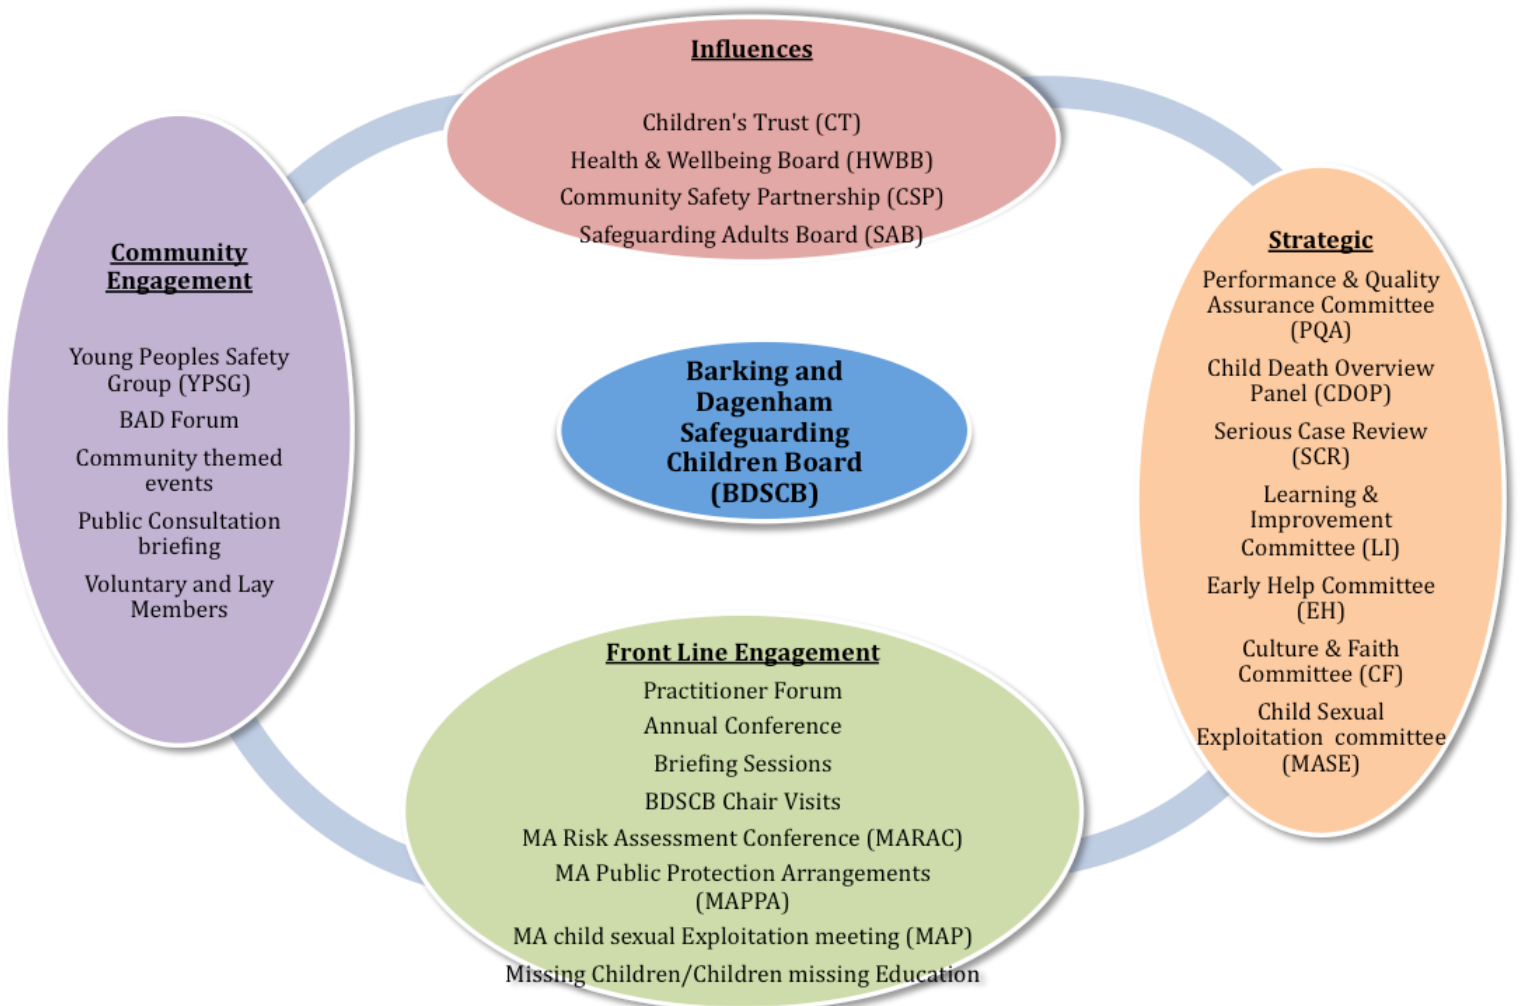 Influences
Children's Trust (CT)
Health & Wellbeing Board (HWBB)
Community Safety Partnership (CSP)
Safeguarding Adults Board (SAB)
Community
Engagement
Young Peoples Safety
Group (YPSG)
BAD Forum
Community themed
events
Public Consultation
briefing
Voluntary and Lay
Members
Barking and
Dagenham
Safeguarding
Children Board
(BDSCB)
Strategic
Performance & Quality
Assurance Committee
(PQA)
Child Death Overview
Panel (CDOP)
Serious Case Review
(SCR)
Learning &
Improvement
Committee (LI)
Early Help Committee
(EH)
Culture & Faith
Committee (CF)
Child Sexual
Exploitation  committee
(MASE)
Front Line Engagement
Practitioner Forum
Annual Conference
Briefing Sessions
BDSCB Chair Visits
MA Risk Assessment Conference (MARAC)
MA Public Protection Arrangements
(MAPPA)
MA child sexual Exploitation meeting (MAP)
Missing Children/Children missing Education